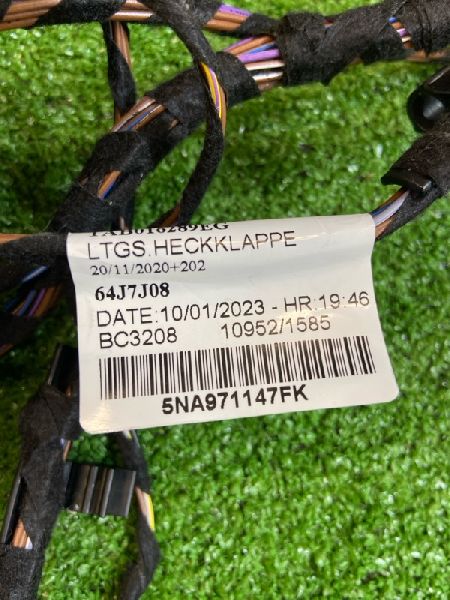 LTGS.HECKKLAPPE
20/11/2020+202
64J7J08
DATE:10/01/2023 - HR.19:46
BC3208 10952/1585
5NA971147FK